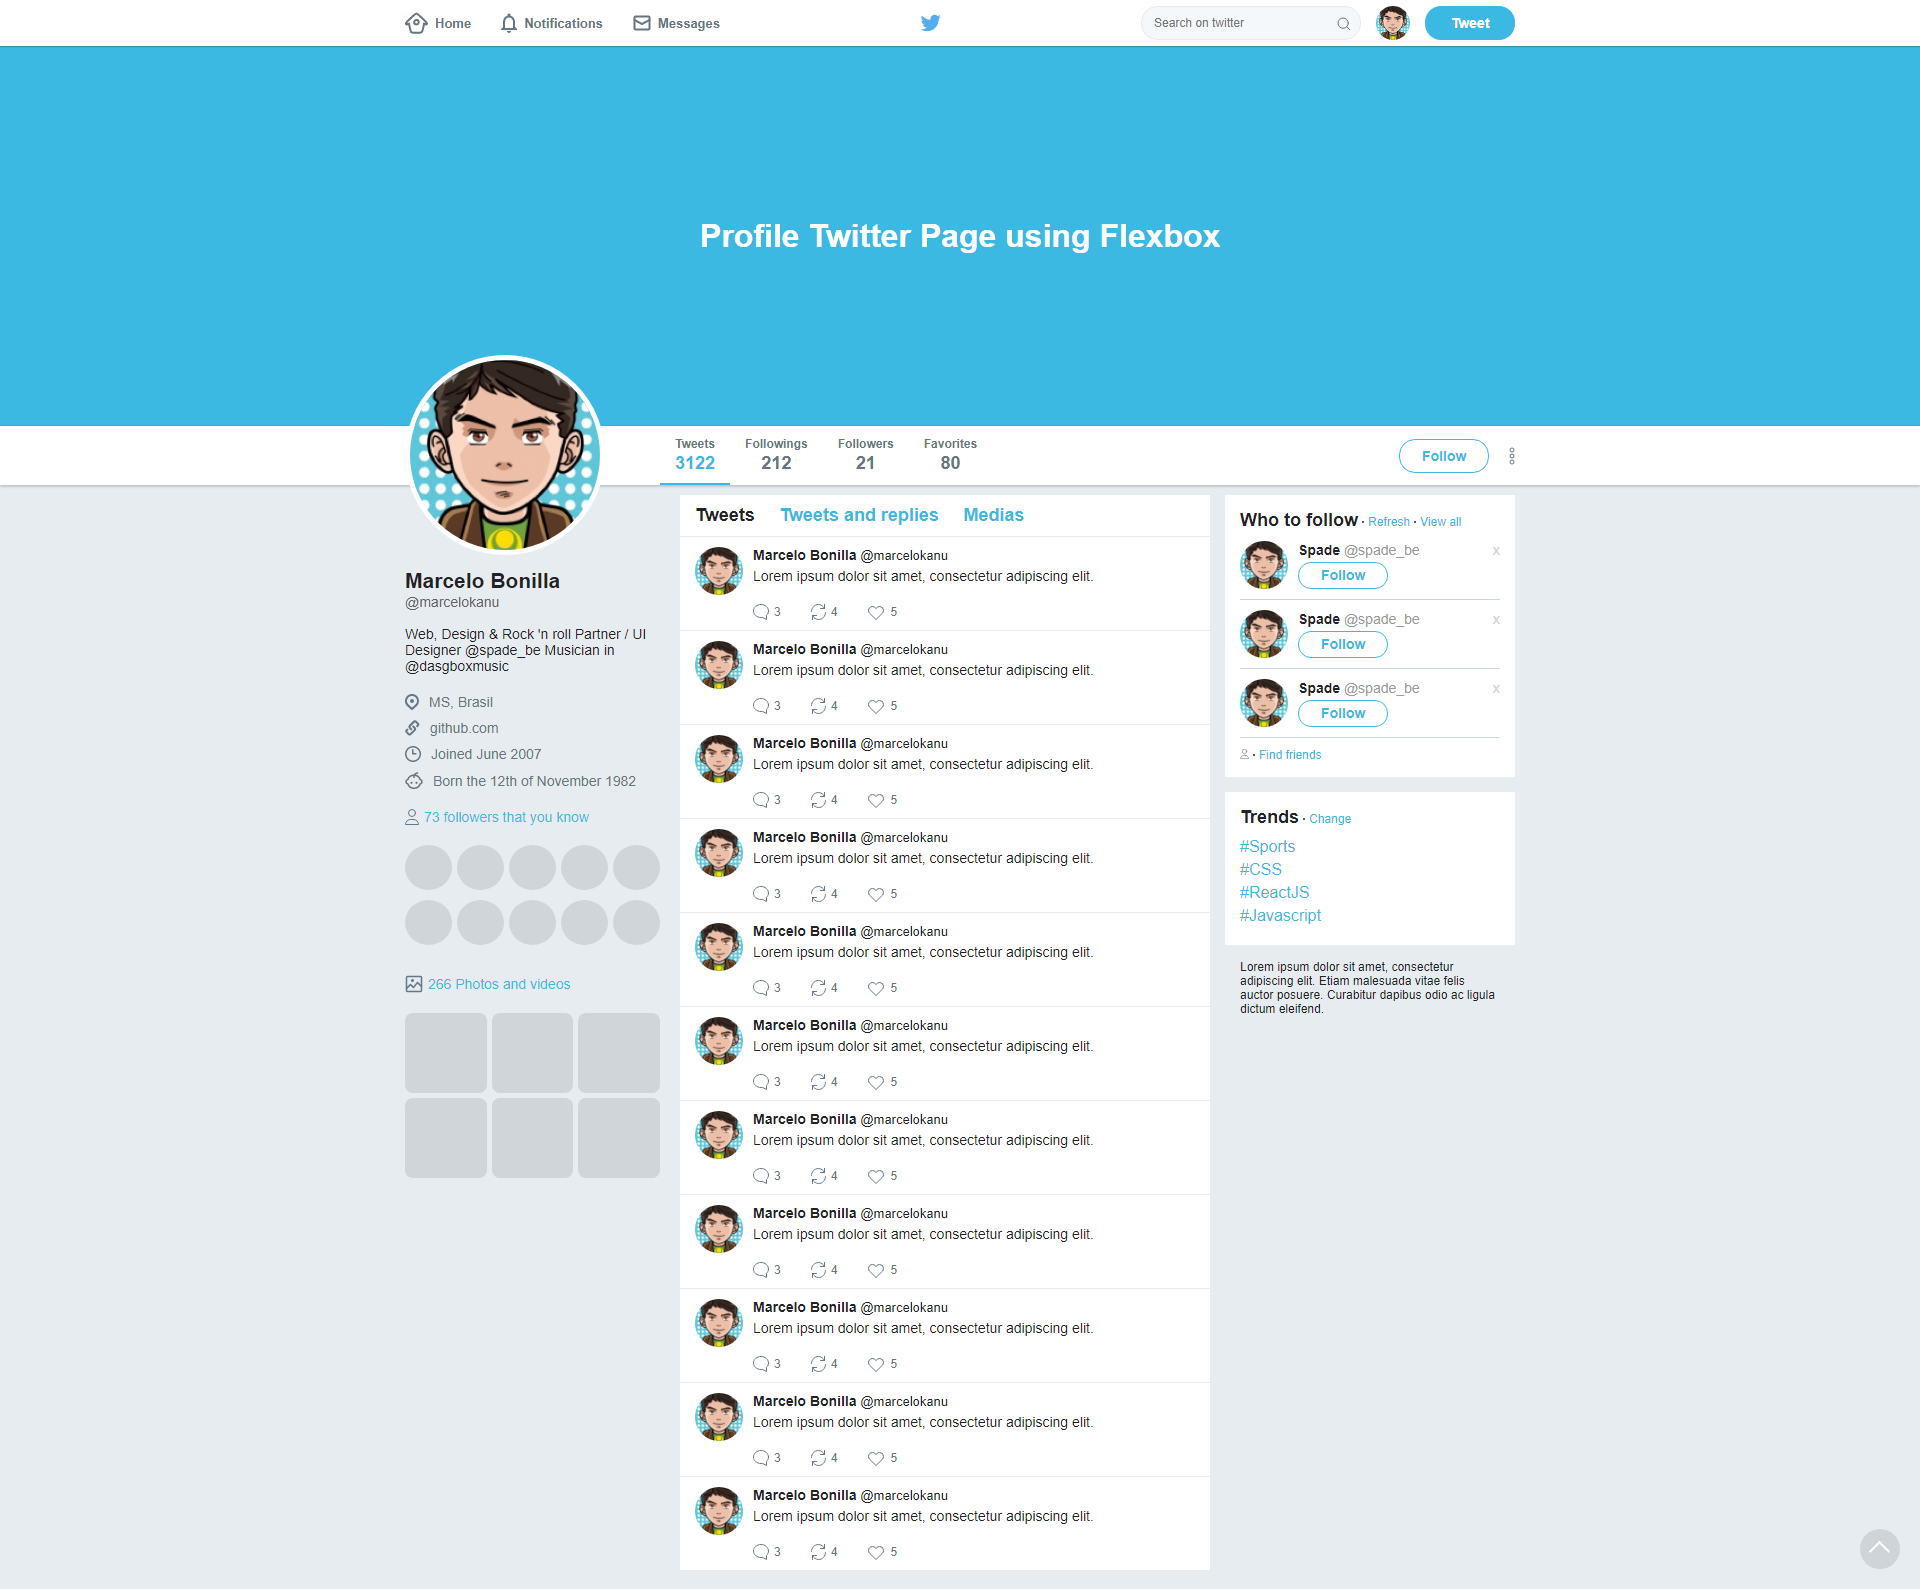 Home Notifications Messages Search on twitter Tweet
Profile Twitter Page using Flexbox
Tweets Followings Followers Favorites
3122 212 21 80
Follow
Marcelo Bonilla
@marcelokanu
Web, Design & Rock 'n roll Partner / UI
Designer @spade_be Musician in
@dasgboxmusic
MS, Brasil
github.com
Joined June 2007
Born the 12th of November 1982
73 followers that you know
266 Photos and videos
Tweets Tweets and replies Medias
Marcelo Bonilla @marcelokanu
Lorem ipsum dolor sit amet, consectetur adipiscing elit.
3 4 5
Marcelo Bonilla @marcelokanu
Lorem ipsum dolor sit amet, consectetur adipiscing elit.
3 4 5
Marcelo Bonilla @marcelokanu
Lorem ipsum dolor sit amet, consectetur adipiscing elit.
3 4 5
Marcelo Bonilla @marcelokanu
Lorem ipsum dolor sit amet, consectetur adipiscing elit.
3 4 5
Marcelo Bonilla @marcelokanu
Lorem ipsum dolor sit amet, consectetur adipiscing elit.
3 4 5
Marcelo Bonilla @marcelokanu
Lorem ipsum dolor sit amet, consectetur adipiscing elit.
3 4 5
Marcelo Bonilla @marcelokanu
Lorem ipsum dolor sit amet, consectetur adipiscing elit.
3 4 5
Marcelo Bonilla @marcelokanu
Lorem ipsum dolor sit amet, consectetur adipiscing elit.
3 4 5
Marcelo Bonilla @marcelokanu
Lorem ipsum dolor sit amet, consectetur adipiscing elit.
3 4 5
Marcelo Bonilla @marcelokanu
Lorem ipsum dolor sit amet, consectetur adipiscing elit.
3 4 5
Marcelo Bonilla @marcelokanu
Lorem ipsum dolor sit amet, consectetur adipiscing elit.
3 4 5
Who to follow · Refresh · View all
Spade @spade_be x
Follow
Spade @spade_be x
Follow
Spade @spade_be x
Follow
· Find friends
Trends · Change
#Sports
#CSS
#ReactJS
#Javascript
Lorem ipsum dolor sit amet, consectetur
adipiscing elit. Etiam malesuada vitae felis
auctor posuere. Curabitur dapibus odio ac ligula
dictum eleifend.